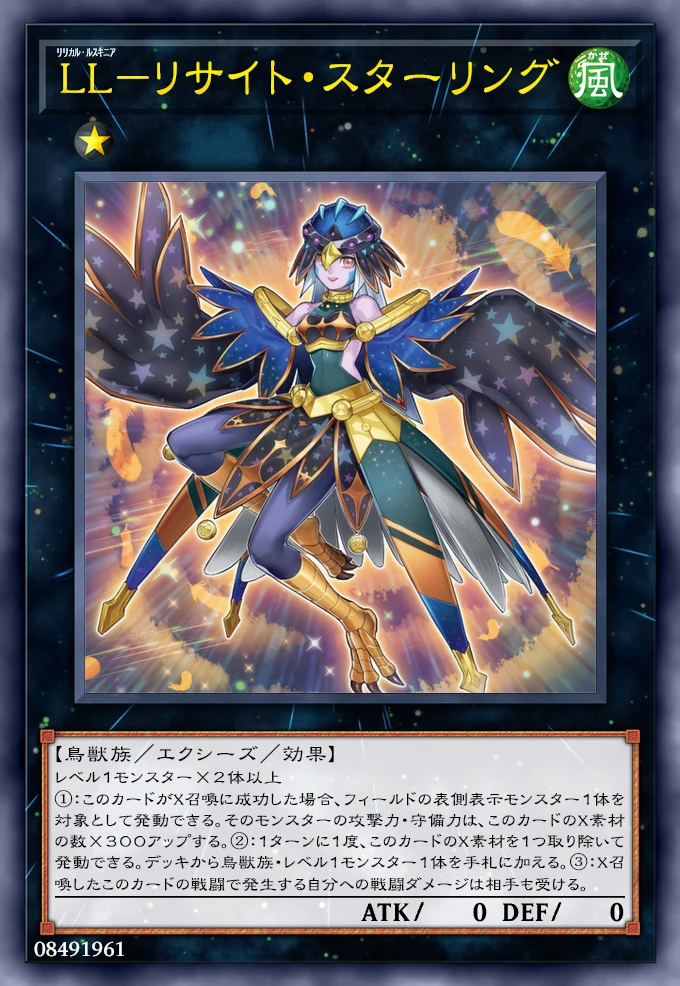 リリカル・ルスキニア
LL－リサイト・スターリング
かぜ
風
【鳥獣族／エクシーズ／効果】
レベル1モンスター×2体以上
①：このカードがX召喚に成功した場合、フィールドの表側表示モンスター1体を
対象として発動できる。そのモンスターの攻撃力・守備力は、このカードのX素材
の数×300アップする。②：1ターンに1度、このカードのX素材を1つ取り除いて
発動できる。デッキから鳥獣族・レベル1モンスター1体を手札に加える。③：X召
喚したこのカードの戦闘で発生する自分への戦闘ダメージは相手も受ける。
ATK/ 0 DEF/ 0
08491961